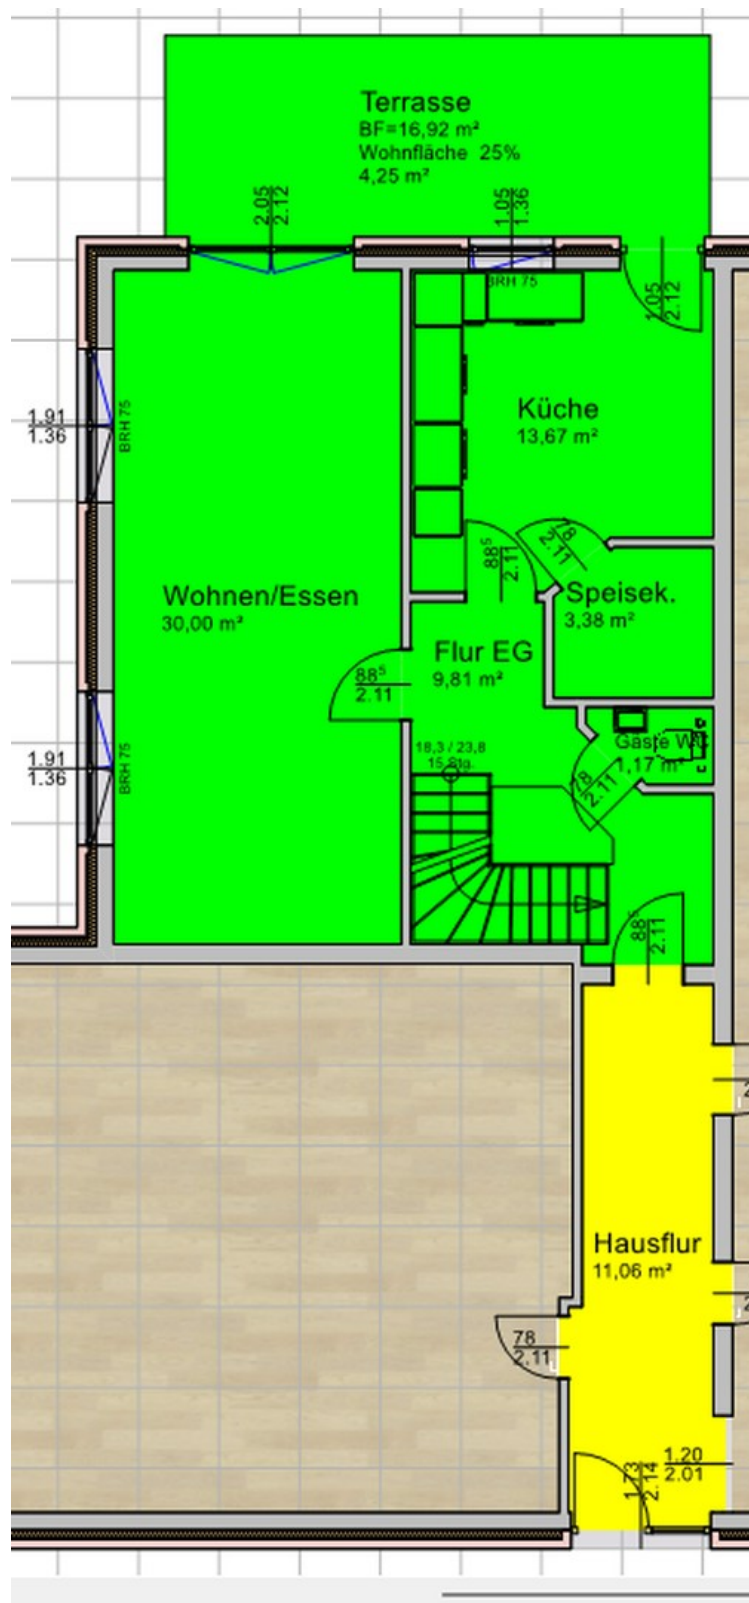 Terrasse
BF=16,92 m²
Wohnfläche 25%
4,25 m²
2.05
2.12
1.05
1.36
BRH 75
1.05
2.12
1.91
1.36
BRH 75
Küche
13,67 m²
78
2.11
88⁵
2.11
Wohnen/Essen
30,00 m²
Speisek.
3,38 m²
Flur EG
9,81 m²
88⁵
2.11
1.91
1.36
BRH 75
18,3 / 23,8
15 Stg.
Gäste WC
1,17 m²
78
2.11
88⁵
2.11
Hausflur
11,06 m²
78
2.11
1.20
2.01
1.73
2.14